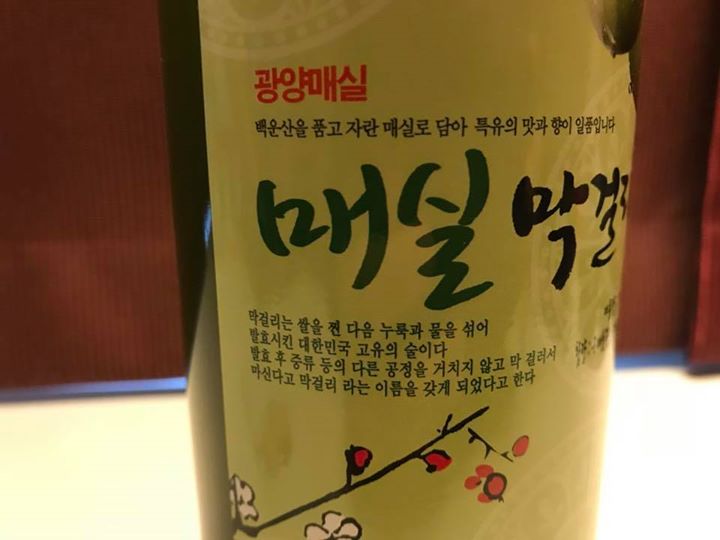 광양매실
백운산을 품고 자란 매실로 담아 특유의 맛과 향이 일품입니다
매실 막걸리
막걸리는 쌀을 찐 다음 누룩과 물을 섞어
발효시킨 대한민국 고유의 술이다
발효 후 중류 등의 다른 공정을 거치지 않고 막 걸러서
마신다고 막걸리 라는 이름을 갖게 되었다고 한다